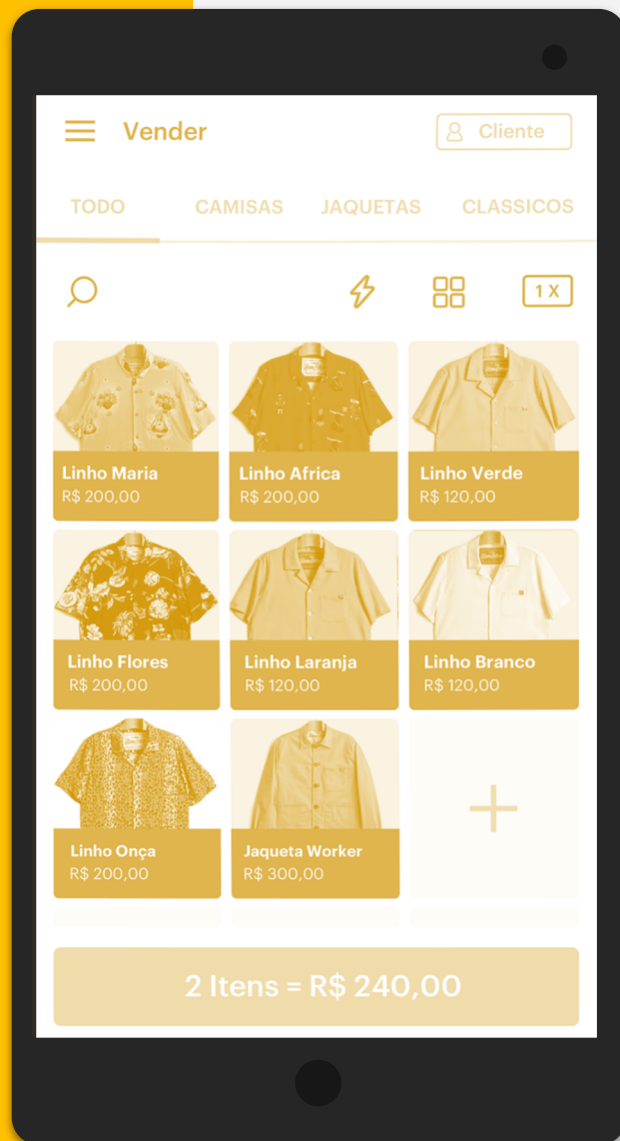 Vender
Cliente
TODO CAMISAS JAQUETAS CLASSICOS
1 X
Linho Maria
R$ 200,00
Linho Africa
R$ 200,00
Linho Verde
R$ 120,00
Linho Flores
R$ 200,00
Linho Laranja
R$ 120,00
Linho Branco
R$ 120,00
Linho Onça
R$ 200,00
Jaqueta Worker
R$ 300,00
2 Itens = R$ 240,00